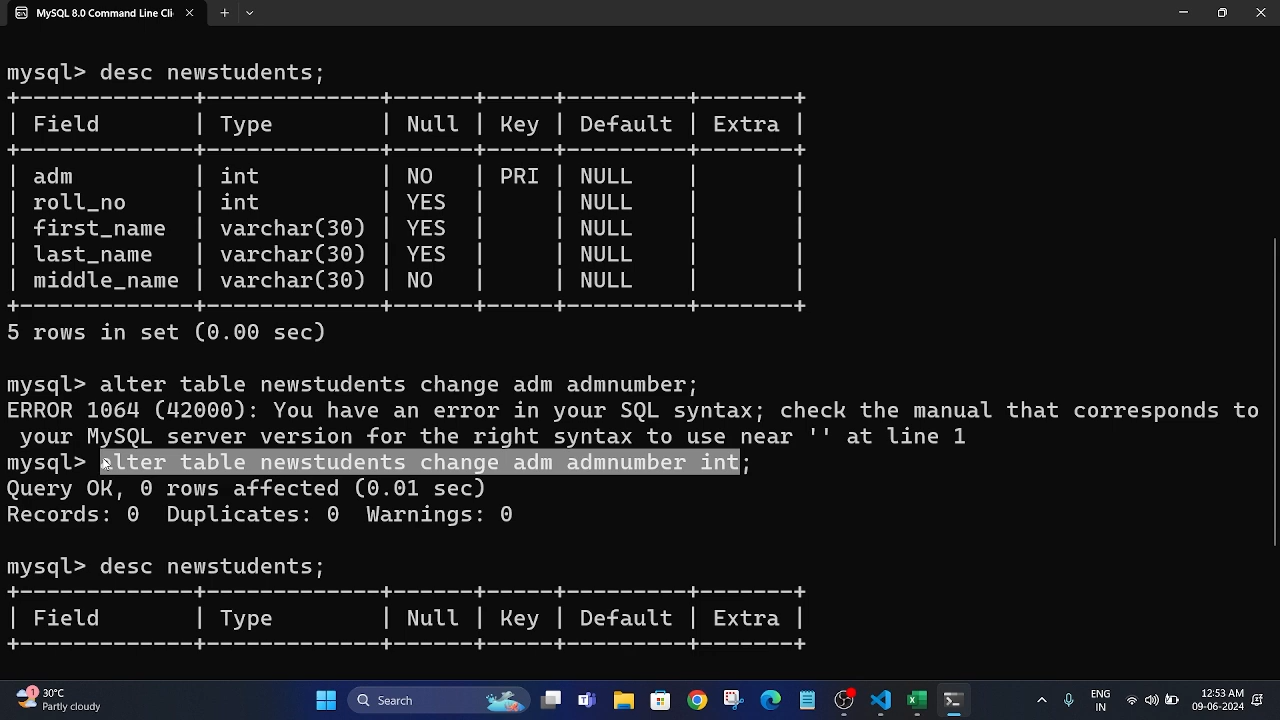 MySQL 8.0 Command Line Cli
mysql> desc newstudents;
+-------------+-------------+------+-----+---------+-------+
| Field       | Type        | Null | Key | Default | Extra |
+-------------+-------------+------+-----+---------+-------+
| adm         | int         | NO   | PRI | NULL    |       |
| roll_no     | int         | YES  |     | NULL    |       |
| first_name  | varchar(30) | YES  |     | NULL    |       |
| last_name   | varchar(30) | YES  |     | NULL    |       |
| middle_name | varchar(30) | NO   |     | NULL    |       |
+-------------+-------------+------+-----+---------+-------+
5 rows in set (0.00 sec)
mysql> alter table newstudents change adm admnumber;
ERROR 1064 (42000): You have an error in your SQL syntax; check the manual that corresponds to
your MySQL server version for the right syntax to use near '' at line 1
mysql> alter table newstudents change adm admnumber int;
Query OK, 0 rows affected (0.01 sec)
Records: 0  Duplicates: 0  Warnings: 0
mysql> desc newstudents;
+-------------+-------------+------+-----+---------+-------+
| Field       | Type        | Null | Key | Default | Extra |
+-------------+-------------+------+-----+---------+-------+
1
30°C
Partly cloudy
Search
ENG
IN
12:53 AM
09-06-2024